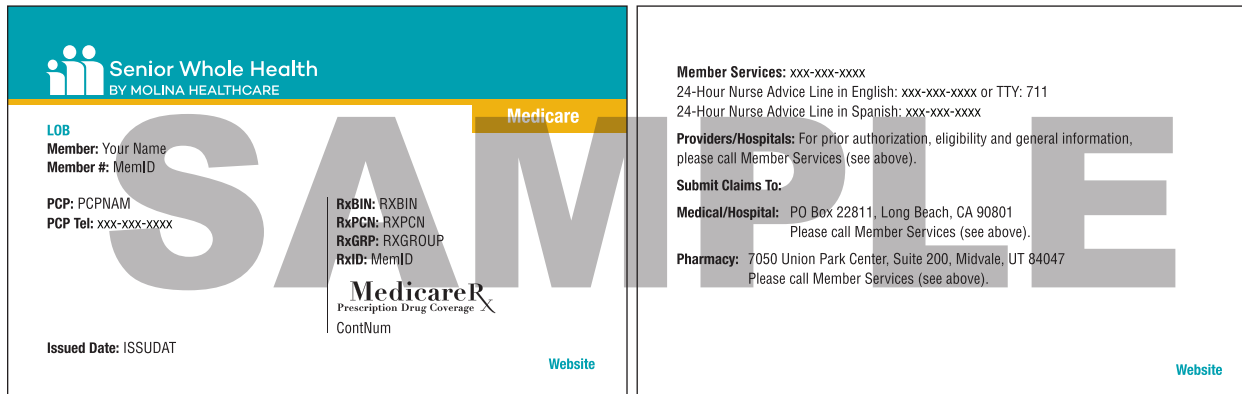 Senior Whole Health
BY MOLINA HEALTHCARE
Medicare
LOB
Member: Your Name
Member #: MemID
PCP: PCPNAM
PCP Tel: xxx-xxx-xxxx
RxBIN: RXBIN
RxPCN: RXPCN
RxGRP: RXGROUP
RxID: MemID
MedicareRx
Prescription Drug Coverage
ContNum
Issued Date: ISSUDAT
Website
Member Services: xxx-xxx-xxxx
24-Hour Nurse Advice Line in English: xxx-xxx-xxxx or TTY: 711
24-Hour Nurse Advice Line in Spanish: xxx-xxx-xxxx
Providers/Hospitals: For prior authorization, eligibility and general information,
please call Member Services (see above).
Submit Claims To:
Medical/Hospital: PO Box 22811, Long Beach, CA 90801
Please call Member Services (see above).
Pharmacy: 7050 Union Park Center, Suite 200, Midvale, UT 84047
Please call Member Services (see above).
Website
SAMPLE